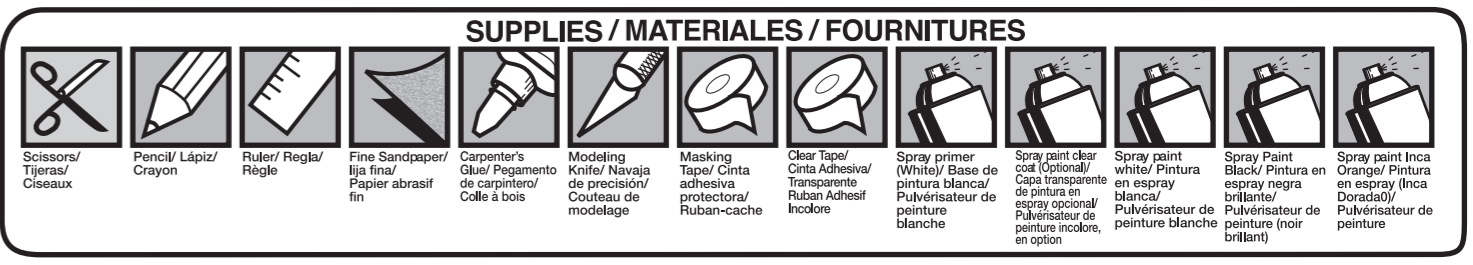 SUPPLIES / MATERIALES / FOURNITURES
Scissors/
Tijeras/
Ciseaux
Pencil/ Lápiz/
Crayon
Ruler/ Regla/
Règle
Fine Sandpaper/
lija fina/
Papier abrasif
fin
Carpenter's
Glue/ Pegamento
de carpintero/
Colle à bois
Modeling
Knife/ Navaja
de precisión/
Couteau de
modelage
Masking
Tape/ Cinta
adhesiva
protectora/
Ruban-cache
Clear Tape/
Cinta Adhesiva/
Transparente
Ruban Adhesif
Incolore
Spray primer
(White)/ Base de
pintura blanca/
Pulvérisateur de
peinture
blanche
Spray paint clear
coat (Optional)/
Capa transparente
de pintura en
espray opcional/
Pulvérisateur de
peinture incolore,
en option
Spray paint
white/ Pintura
en espray
blanca/
Pulvérisateur de
peinture blanche
Spray Paint
Black/ Pintura en
espray negra
brillante/
Pulvérisateur de
peinture (noir
brillant)
Spray paint Inca
Orange/ Pintura
en espray (Inca
Dorada0)/
Pulvérisateur de
peinture